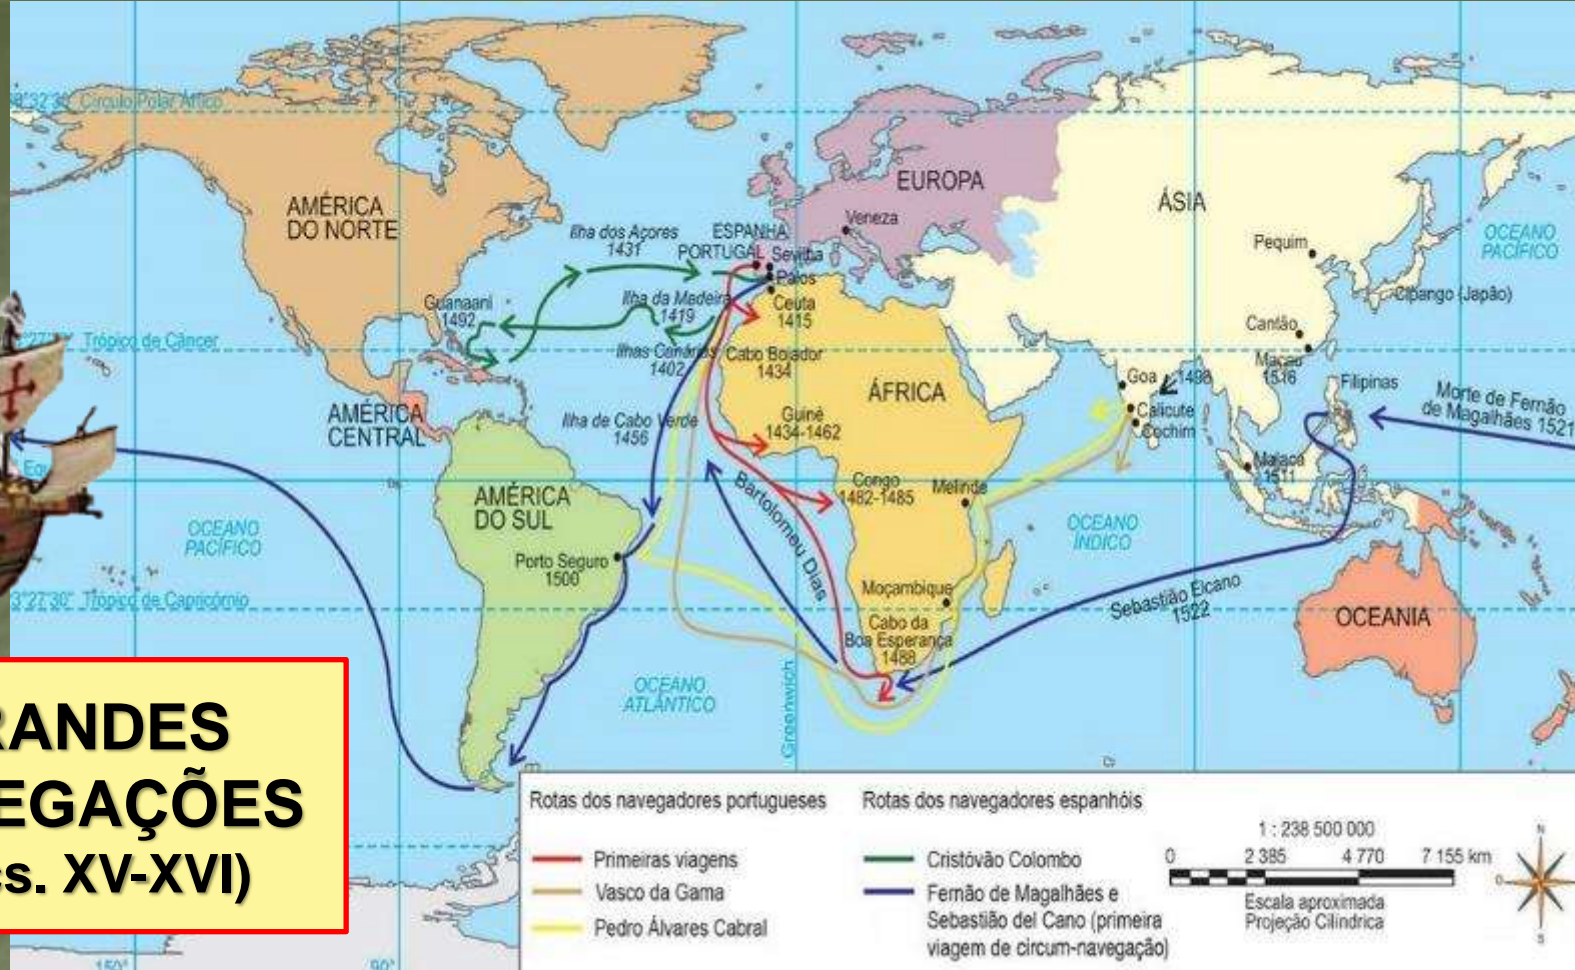 Círculo Polar Ártico
AMÉRICA
DO NORTE
EUROPA
ÁSIA
Veneza
Ilha dos Açores
1431
ESPANHA
PORTUGAL
Sevilha
Palos
Pequim
OCEANO
PACÍFICO
Guanaani
1492
Ilha da Madeira
1419
Ceuta
1415
Cipango (Japão)
Cantão
Trópico de Câncer
Ilhas Canárias
1402
Cabo Bojador
1434
Macau
1516
Goa
1498
Filipinas
ÁFRICA
Morte de Fernão
de Magalhães 1521
AMÉRICA
CENTRAL
Ilha de Cabo Verde
1456
Guiné
1434-1462
Calicute
Cochim
Malaca
1511
AMÉRICA
DO SUL
Bartolomeu Dias
Congo
1482-1485
Melinde
OCEANO
PACÍFICO
OCEANO
ÍNDICO
Porto Seguro
1500
Moçambique
Sebastião Elcano
1522
3°27'30" Trópico de Capricórnio
Cabo da
Boa Esperança
1488
OCEANIA
OCEANO
ATLÂNTICO
Greenwich
RANDES
EGAÇÕES
cs. XV-XVI)
Rotas dos navegadores portugueses
Primeiras viagens
Vasco da Gama
Pedro Álvares Cabral
Rotas dos navegadores espanhóis
Cristóvão Colombo
Fernão de Magalhães e
Sebastião del Cano (primeira
viagem de circum-navegação)
1 : 238 500 000
0 2 385 4 770 7 155 km
Escala aproximada
Projeção Cilíndrica
N
O
S
150°
90°
0°